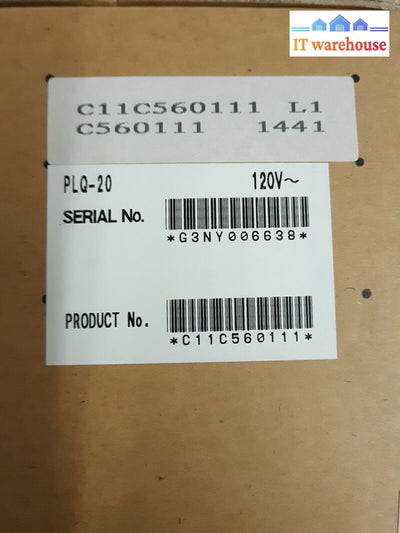 IT warehouse
C11C560111 L1
C560111 1441
PLQ-20 120V~
SERIAL No.
*G3NY006638*
PRODUCT No.
*C11C560111*